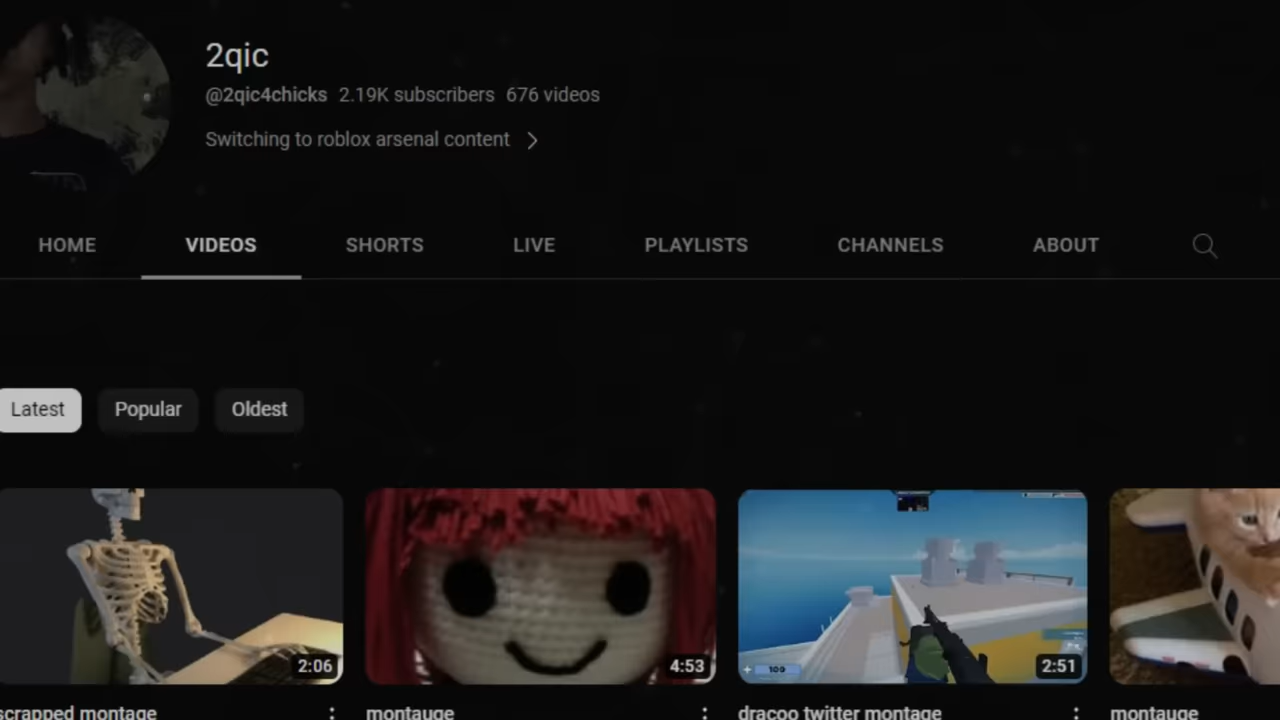 2qic
@2qic4chicks 2.19K subscribers 676 videos
Switching to roblox arsenal content
HOME VIDEOS SHORTS LIVE PLAYLISTS CHANNELS ABOUT
Latest Popular Oldest
100
2:06 4:53 2:51
scrapped montage montauge dracoo twitter montage montauge